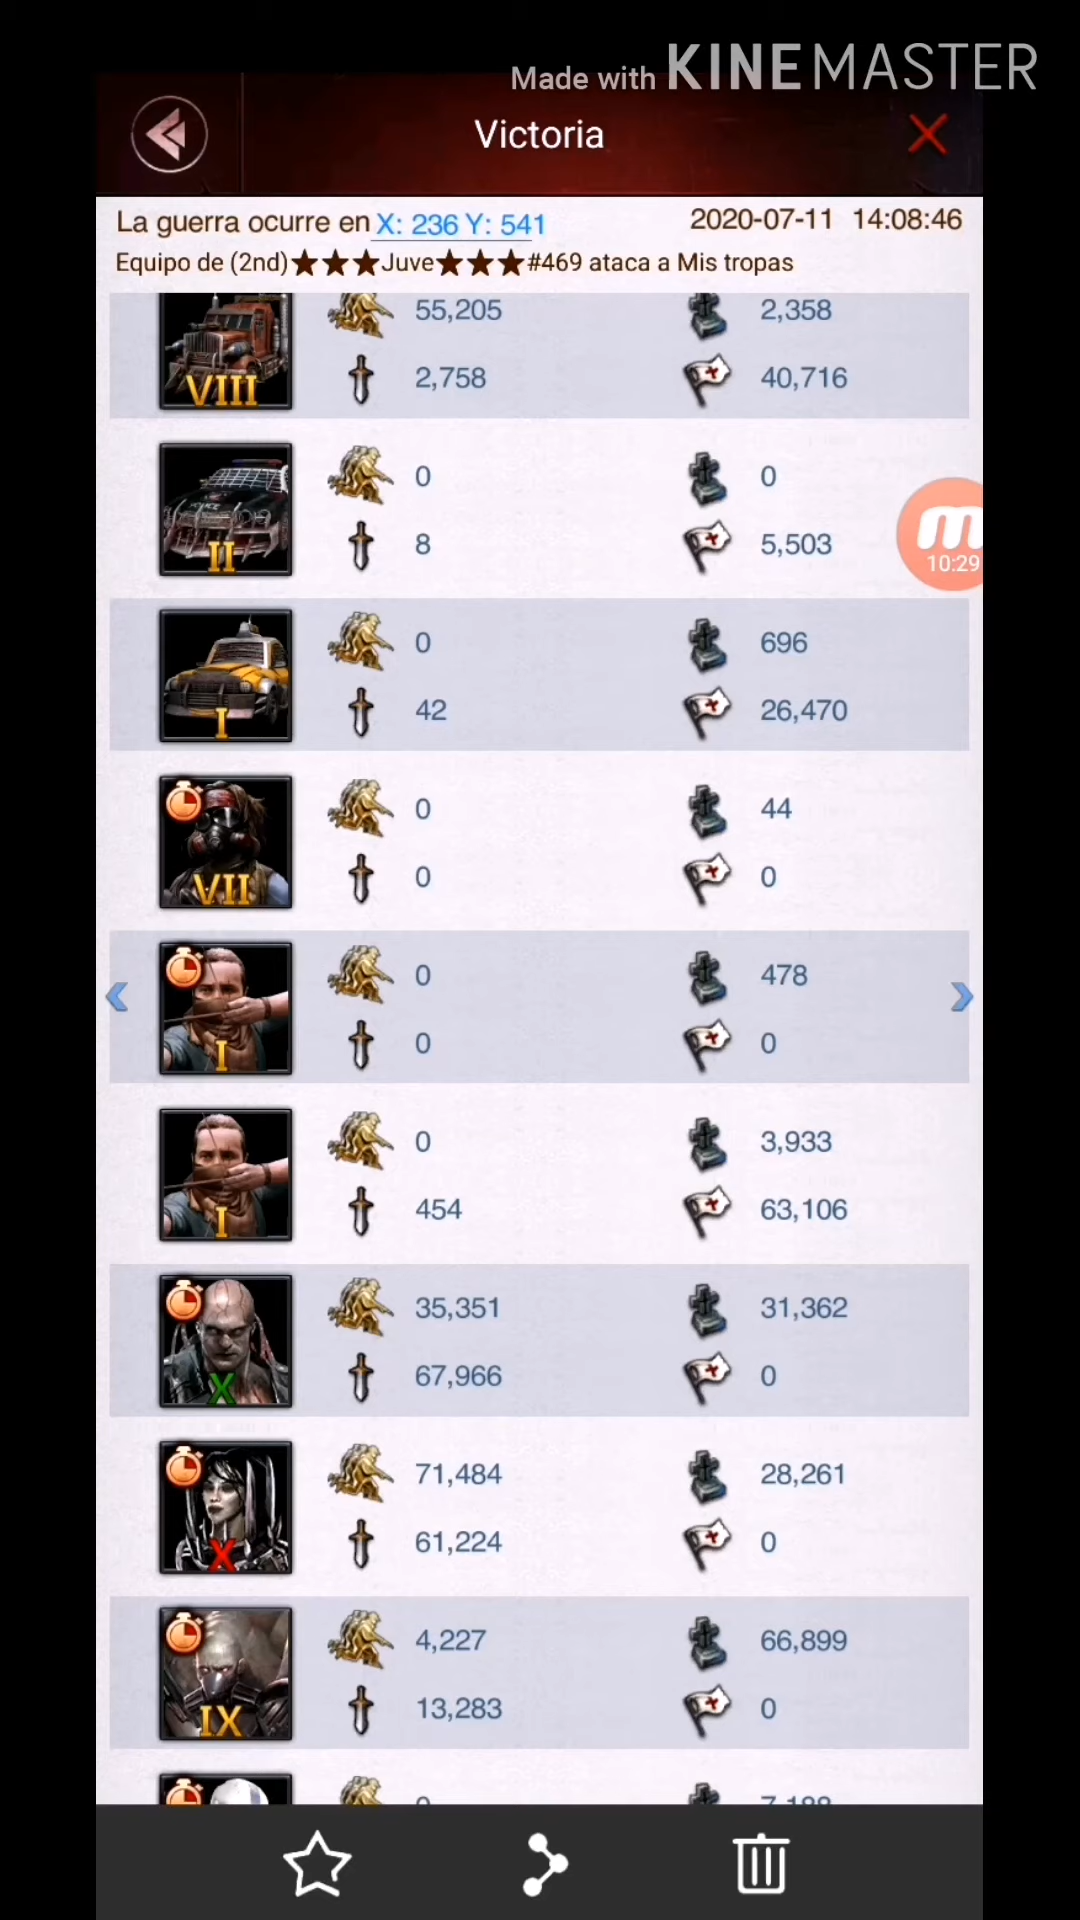 Made with KINEMASTER
Victoria
La guerra ocurre en X: 236 Y: 541 2020-07-11 14:08:46
Equipo de (2nd)★★★Juve★★★#469 ataca a Mis tropas
55,205 2,358
VIII 2,758 40,716
0 0
POLICE
II 8 5,503
10:29
0 696
I 42 26,470
0 44
VII 0 0
0 478
I 0 0
0 3,933
I 454 63,106
35,351 31,362
X 67,966 0
71,484 28,261
X 61,224 0
4,227 66,899
IX 13,283 0
0 7,188